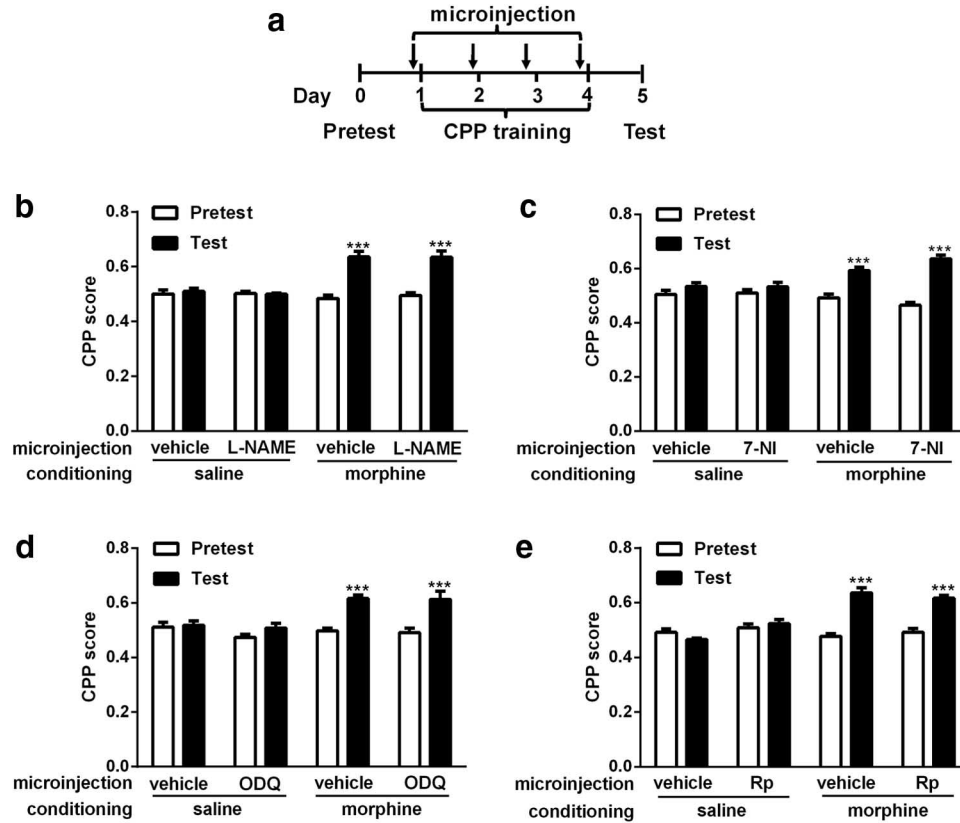 a
microinjection
Day 0 1 2 3 4 5
Pretest CPP training Test
b
Pretest
Test
CPP score
0.8
0.6
0.4
0.2
0.0
*** ***
microinjection vehicle L-NAME vehicle L-NAME
conditioning saline morphine
c
Pretest
Test
CPP score
0.8
0.6
0.4
0.2
0.0
*** ***
microinjection vehicle 7-NI vehicle 7-NI
conditioning saline morphine
d
Pretest
Test
CPP score
0.8
0.6
0.4
0.2
0.0
*** ***
microinjection vehicle ODQ vehicle ODQ
conditioning saline morphine
e
Pretest
Test
CPP score
0.8
0.6
0.4
0.2
0.0
*** ***
microinjection vehicle Rp vehicle Rp
conditioning saline morphine